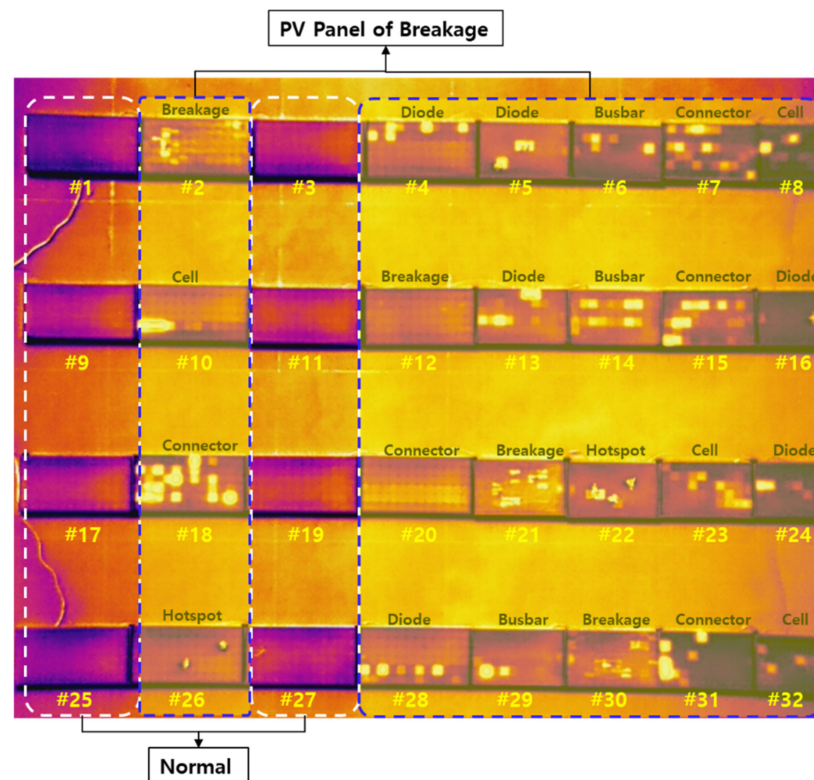 PV Panel of Breakage
Breakage Diode Diode Busbar Connector Cell
#1 #2 #3 #4 #5 #6 #7 #8
Cell Breakage Diode Busbar Connector Diode
#9 #10 #11 #12 #13 #14 #15 #16
Connector Connector Breakage Hotspot Cell Diode
#17 #18 #19 #20 #21 #22 #23 #24
Hotspot Diode Busbar Breakage Connector Cell
#25 #26 #27 #28 #29 #30 #31 #32
Normal